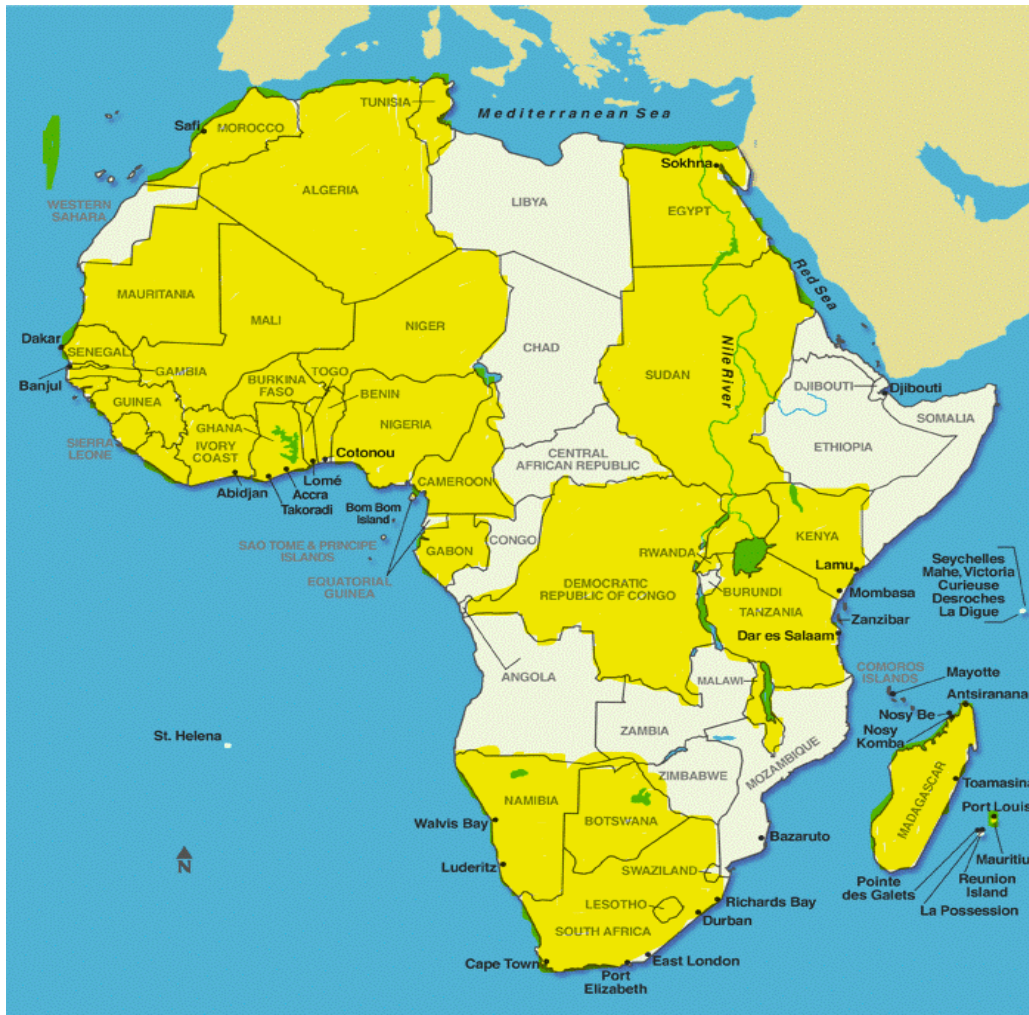 TUNISIA
Mediterranean Sea
Safi
MOROCCO
Sokhna
ALGERIA
LIBYA
EGYPT
WESTERN
SAHARA
Red Sea
MAURITANIA
MALI
NIGER
CHAD
Nile River
Dakar
SENEGAL
Banjul
GAMBIA
BURKINA
FASO
TOGO
BENIN
SUDAN
DJIBOUTI
Djibouti
GUINEA
SOMALIA
GHANA
IVORY
COAST
NIGERIA
SIERRA
LEONE
ETHIOPIA
Cotonou
CENTRAL
AFRICAN REPUBLIC
Lomé
Abidjan
Accra
Takoradi
CAMEROON
Bom Bom
Island
SAO TOME & PRINCIPE
ISLANDS
EQUATORIAL
GUINEA
GABON
CONGO
RWANDA
KENYA
Lamu
Seychelles
Mahe, Victoria
Curieuse
Desroches
La Digue
DEMOCRATIC
REPUBLIC OF CONGO
BURUNDI
TANZANIA
Mombasa
Zanzibar
Dar es Salaam
ANGOLA
MALAWI
COMOROS
ISLANDS
Mayotte
Antsiranana
Nosy Be
Nosy
Komba
St. Helena
ZAMBIA
MOZAMBIQUE
ZIMBABWE
MADAGASCAR
Toamasina
NAMIBIA
BOTSWANA
Port Louis
Walvis Bay
Bazaruto
Mauritiu
Luderitz
SWAZILAND
Pointe
des Galets
Reunion
Island
La Possession
N
LESOTHO
Richards Bay
Durban
SOUTH AFRICA
Cape Town
East London
Port
Elizabeth